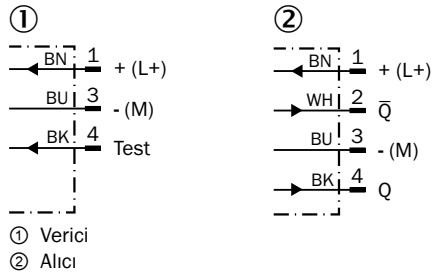 ① ②
BN 1 + (L+)
BU 3 - (M)
BK 4 Test
BN 1 + (L+)
WH 2 Q̅
BU 3 - (M)
BK 4 Q
① Verici
② Alıcı